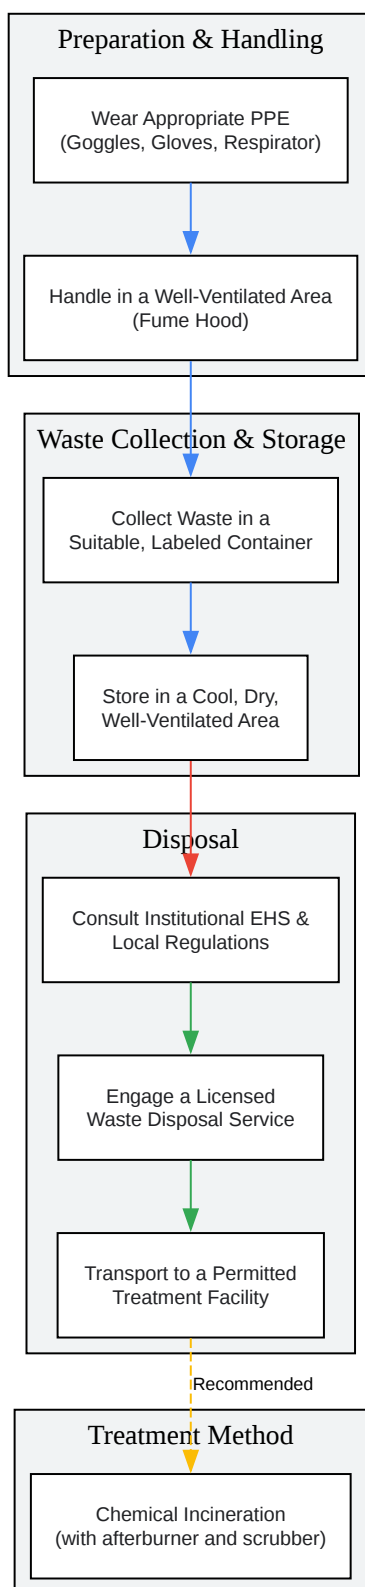 Preparation & Handling
Wear Appropriate PPE
(Goggles, Gloves, Respirator)
Handle in a Well-Ventilated Area
(Fume Hood)
Waste Collection & Storage
Collect Waste in a
Suitable, Labeled Container
Store in a Cool, Dry,
Well-Ventilated Area
Disposal
Consult Institutional EHS &
Local Regulations
Engage a Licensed
Waste Disposal Service
Transport to a Permitted
Treatment Facility
Recommended
Treatment Method
Chemical Incineration
(with afterburner and scrubber)